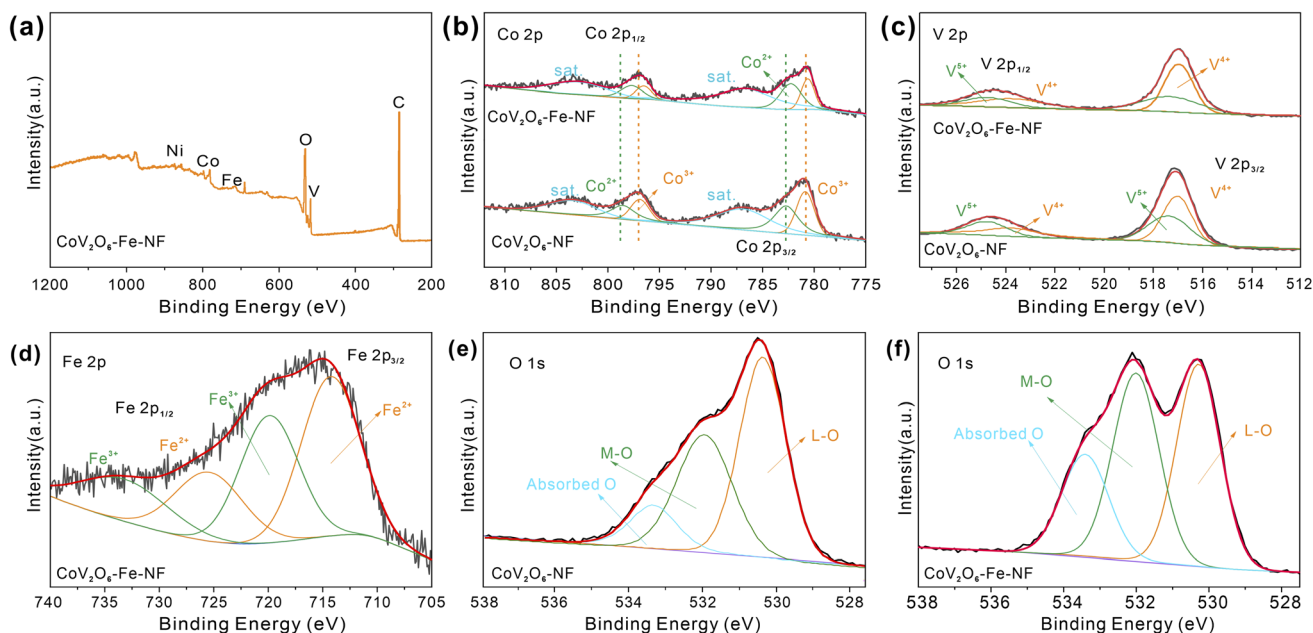 (a)
Intensity(a.u.)
Ni
Co
Fe
O
V
C
CoV₂O₆-Fe-NF
1200 1000 800 600 400 200
Binding Energy (eV)
(b)
Intensity(a.u.)
Co 2p
Co 2p₁/₂
sat.
sat.
Co²⁺
CoV₂O₆-Fe-NF
sat.
Co²⁺
Co³⁺
sat.
Co³⁺
Co 2p₃/₂
CoV₂O₆-NF
810 805 800 795 790 785 780 775
Binding Energy (eV)
(c)
Intensity(a.u.)
V 2p
V⁵⁺
V 2p₁/₂
V⁴⁺
V⁴⁺
CoV₂O₆-Fe-NF
V 2p₃/₂
V⁵⁺
V⁴⁺
V⁵⁺
V⁴⁺
CoV₂O₆-NF
526 524 522 520 518 516 514 512
Binding Energy (eV)
(d)
Intensity(a.u.)
Fe 2p
Fe 2p₃/₂
Fe 2p₁/₂
Fe³⁺
Fe²⁺
Fe²⁺
Fe³⁺
CoV₂O₆-Fe-NF
740 735 730 725 720 715 710 705
Binding Energy (eV)
(e)
Intensity(a.u.)
O 1s
M-O
L-O
Absorbed O
CoV₂O₆-NF
538 536 534 532 530 528
Binding Energy (eV)
(f)
Intensity(a.u.)
O 1s
M-O
L-O
Absorbed O
CoV₂O₆-Fe-NF
538 536 534 532 530 528
Binding Energy (eV)